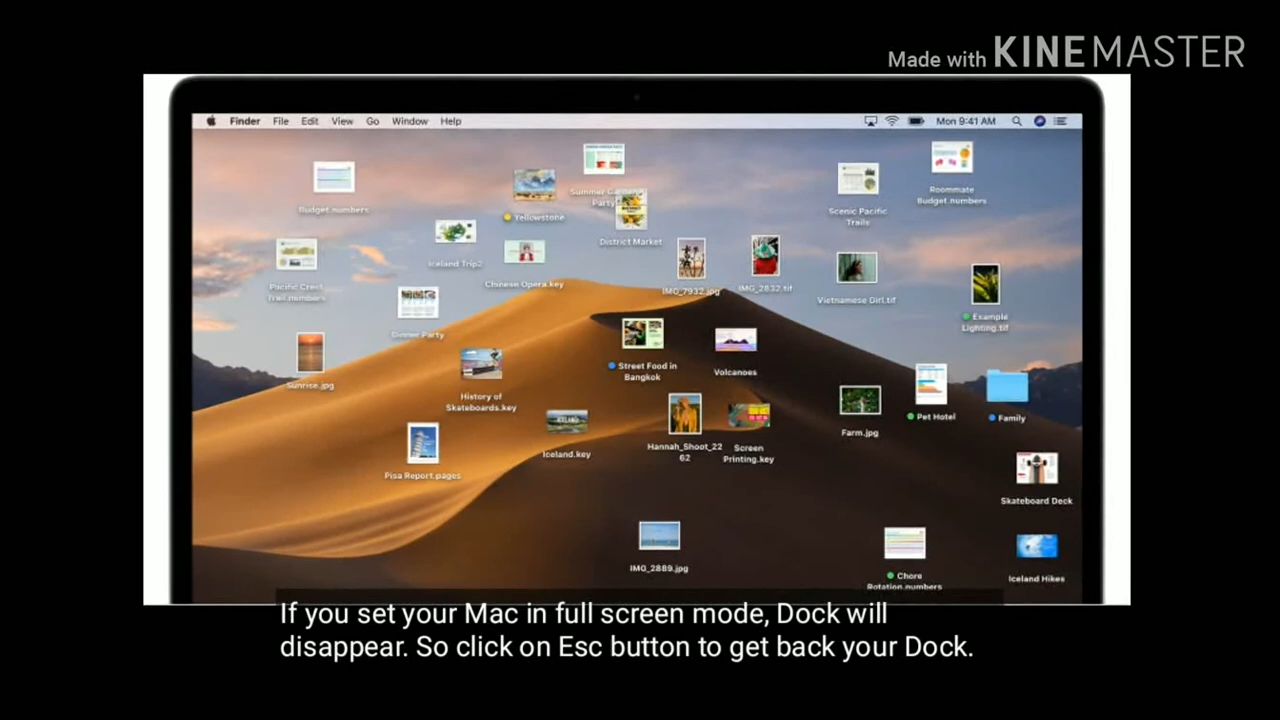 Made with KINEMASTER
Finder File Edit View Go Window Help Mon 9:41 AM
Budget.numbers
Yellowstone
Summer Garden
Party
District Market
Scenic Pacific
Trails
Roommate
Budget.numbers
Iceland Trip2
Chinese Opera.key
IMG_7932.jpg
IMG_2832.tif
Vietnamese Girl.tif
Pacific Crest
Trail.numbers
Dinner Party
Example
Lighting.tif
Sunrise.jpg
History of
Skateboards.key
Street Food in
Bangkok
Volcanoes
Pisa Report.pages
Iceland.key
Hannah_Shoot_22
62
Screen
Printing.key
Farm.jpg
Pet Hotel
Family
Skateboard Deck
IMG_2889.jpg
Chore
Rotation.numbers
Iceland Hikes
If you set your Mac in full screen mode, Dock will
disappear. So click on Esc button to get back your Dock.